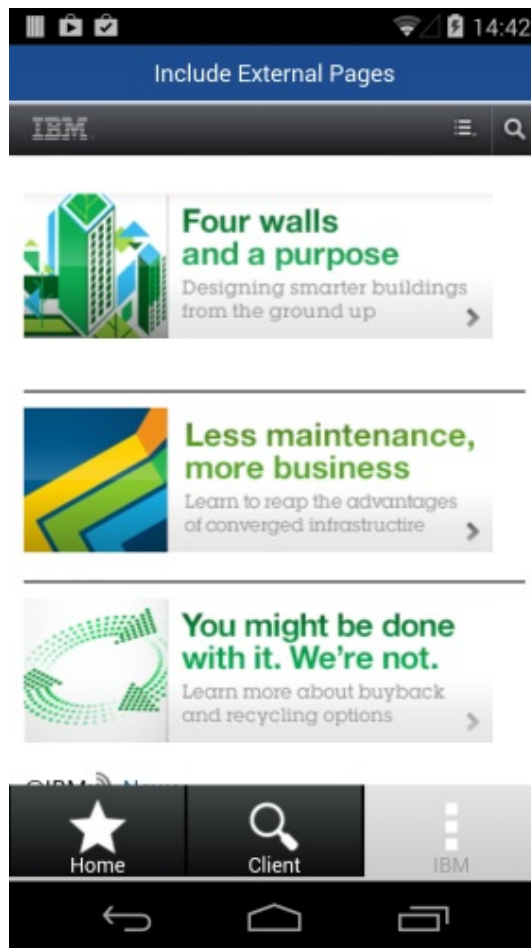 14:42
Include External Pages
IBM
Four walls
and a purpose
Designing smarter buildings
from the ground up
Less maintenance,
more business
Learn to reap the advantages
of converged infrastructire
You might be done
with it. We're not.
Learn more about buyback
and recycling options
Home
Client
IBM